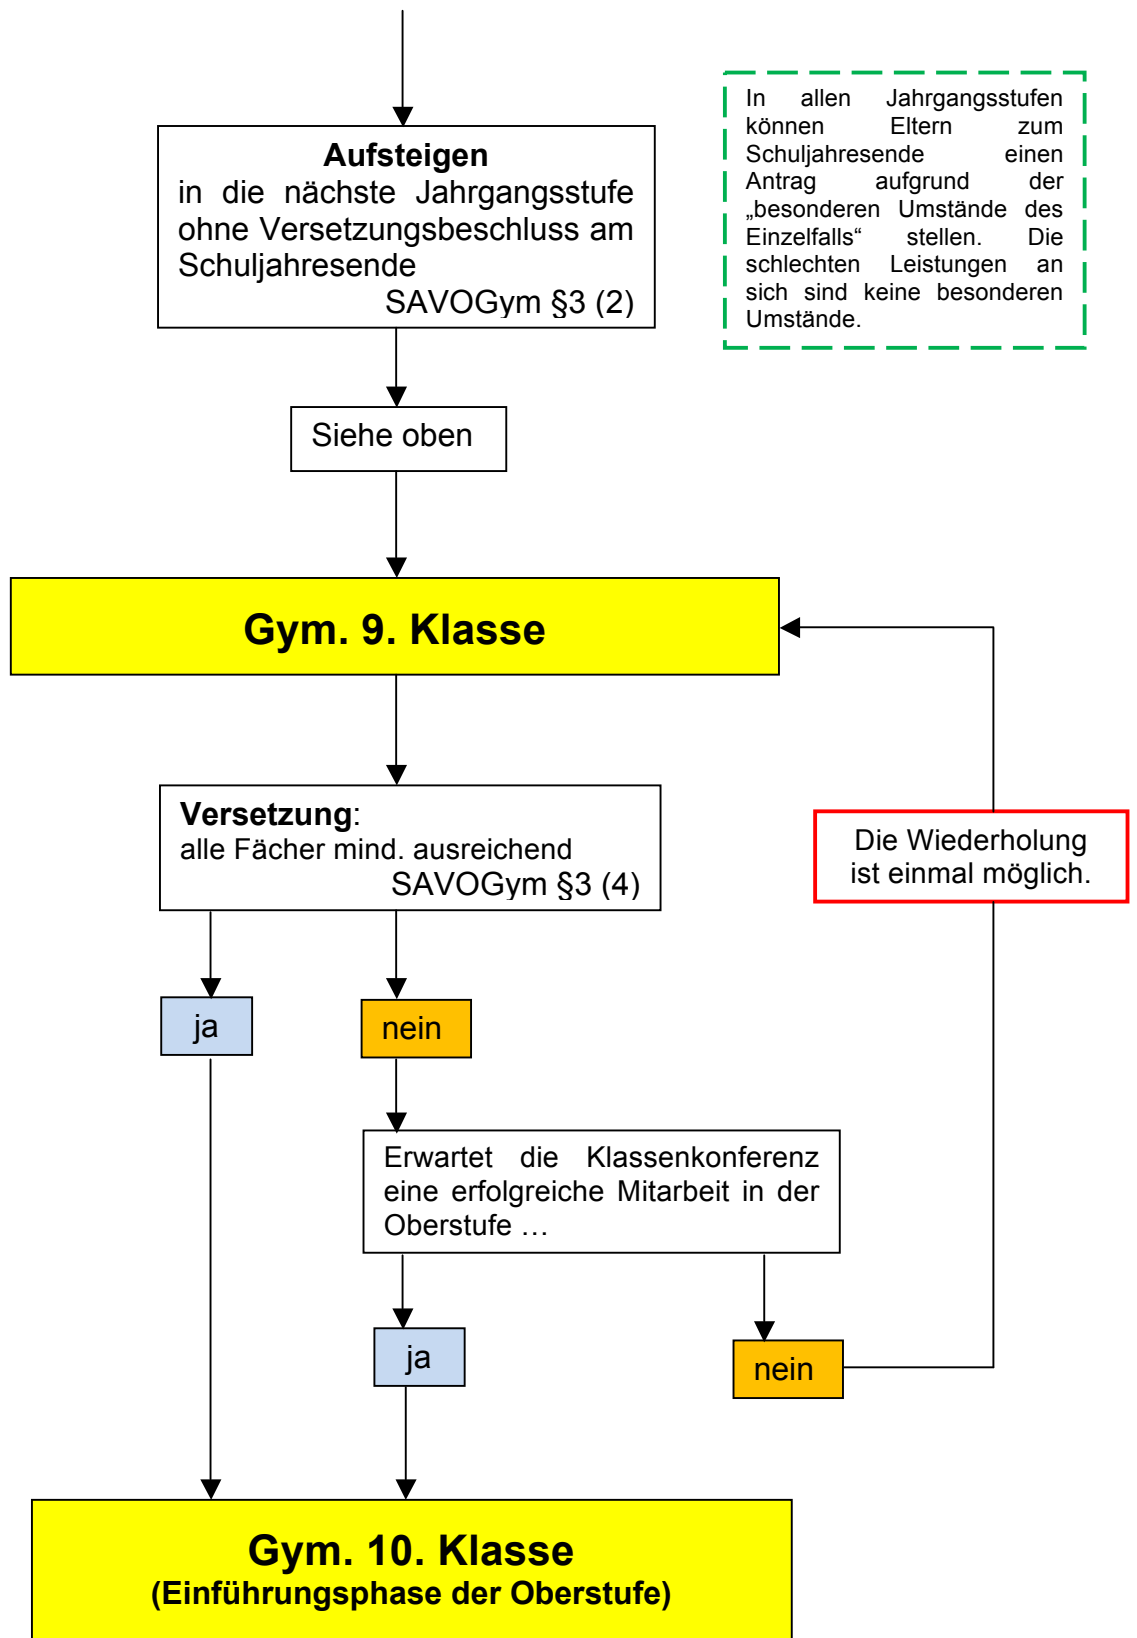 Aufsteigen
in die nächste Jahrgangsstufe
ohne Versetzungsbeschluss am
Schuljahresende
SAVOGym §3 (2)
In allen Jahrgangsstufen
können Eltern zum
Schuljahresende einen
Antrag aufgrund der
„besonderen Umstände des
Einzelfalls“ stellen. Die
schlechten Leistungen an
sich sind keine besonderen
Umstände.
Siehe oben
Gym. 9. Klasse
Versetzung:
alle Fächer mind. ausreichend
SAVOGym §3 (4)
Die Wiederholung
ist einmal möglich.
ja
nein
Erwartet die Klassenkonferenz
eine erfolgreiche Mitarbeit in der
Oberstufe …
ja
nein
Gym. 10. Klasse
(Einführungsphase der Oberstufe)